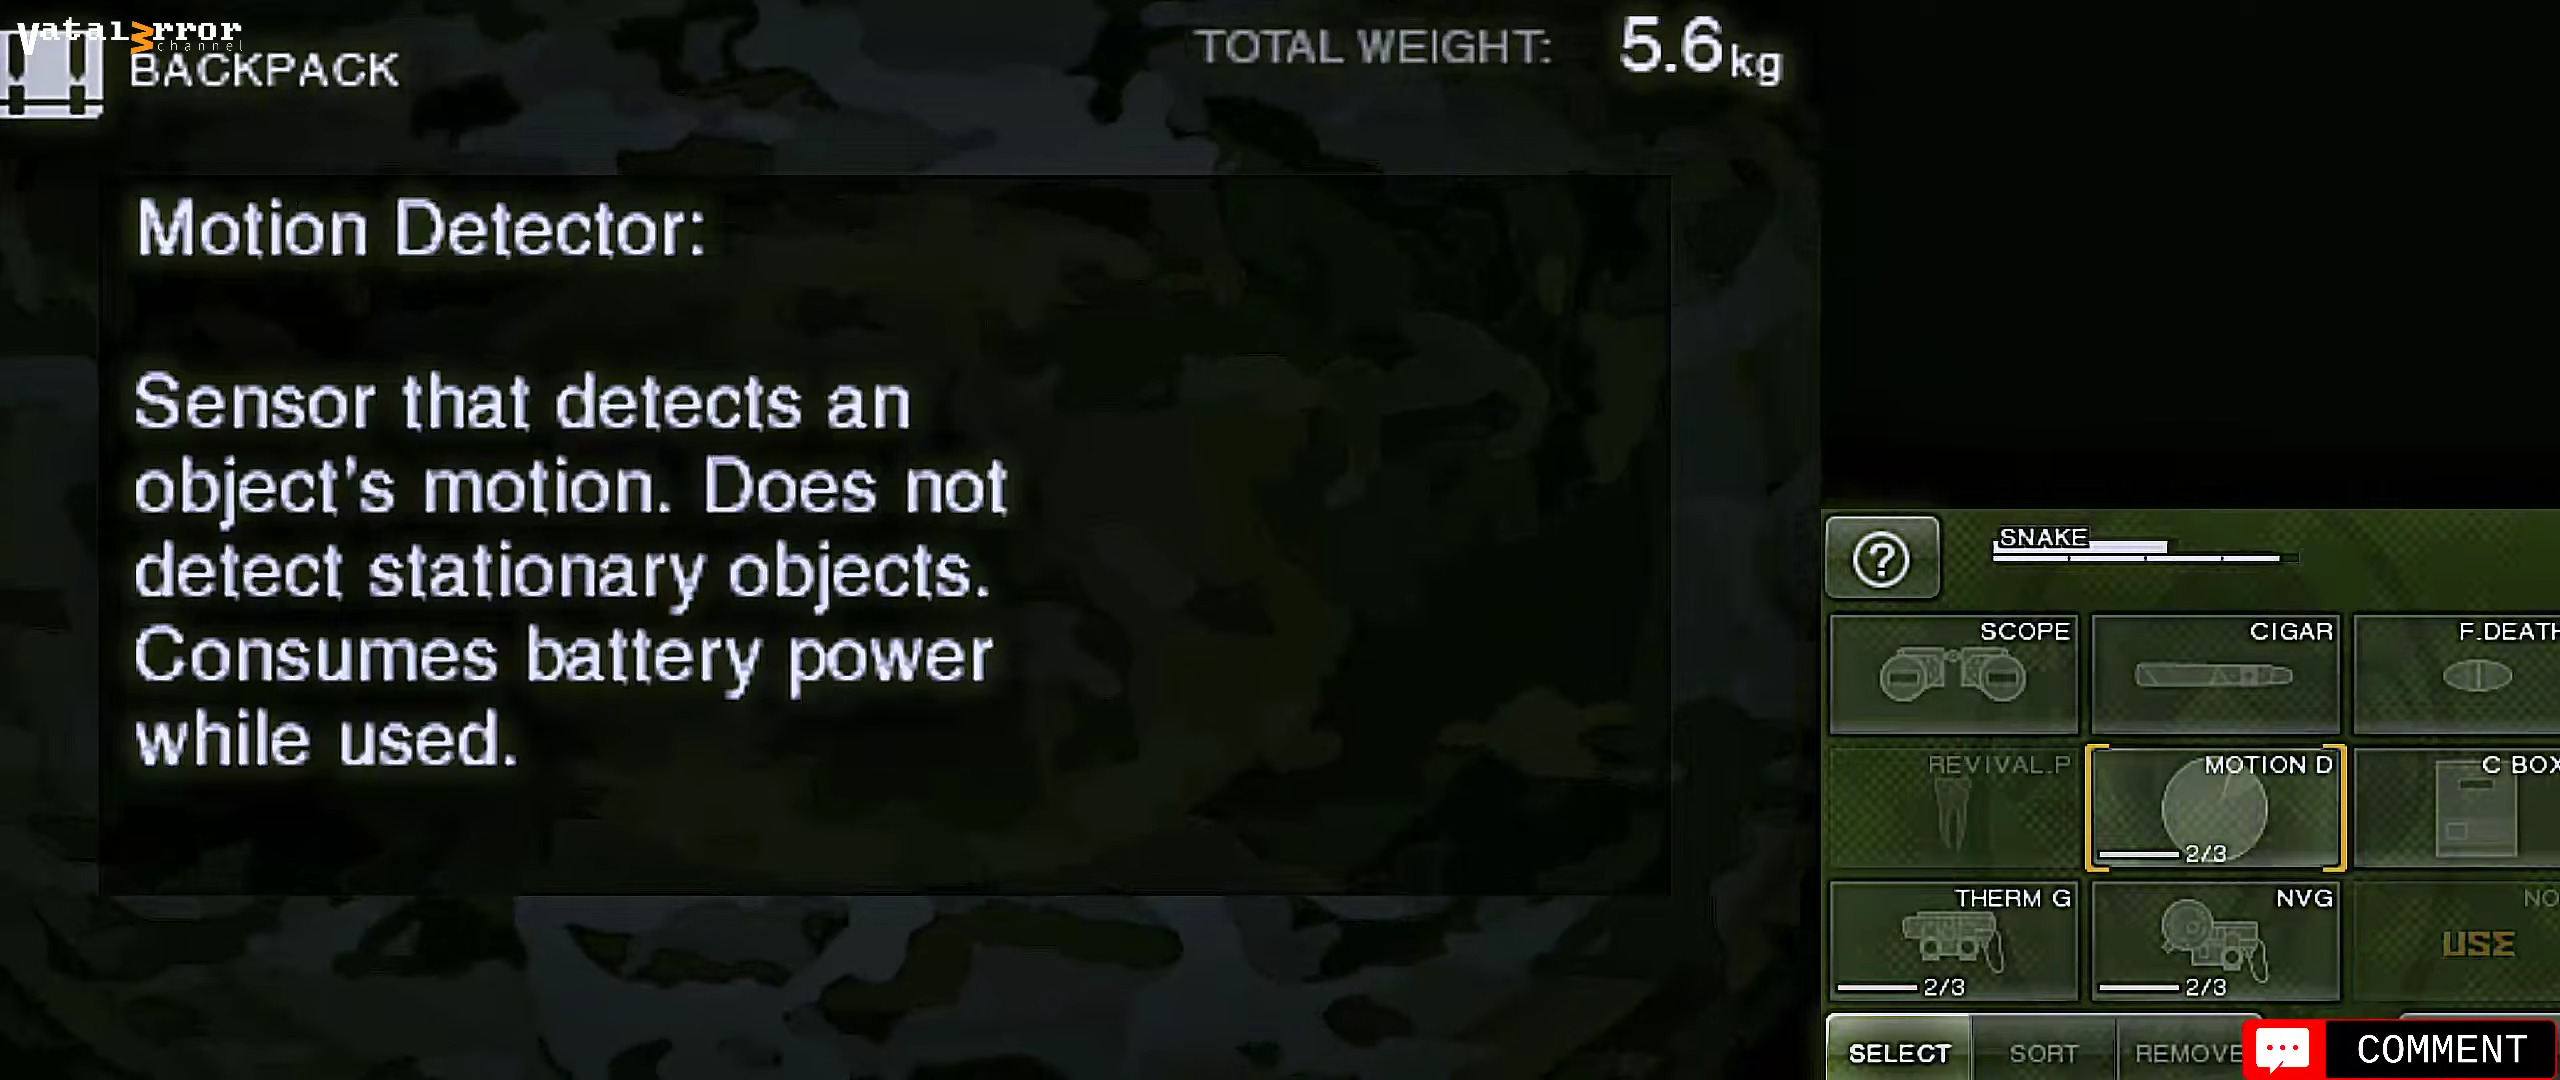 vatalerror
channel
BACKPACK
TOTAL WEIGHT: 5.6kg
Motion Detector:
Sensor that detects an
object's motion. Does not
detect stationary objects.
Consumes battery power
while used.
?
SNAKE
SCOPE
CIGAR
F.DEATH
REVIVAL.P
MOTION D
2/3
C BOX
THERM G
2/3
NVG
2/3
NO
USE
SELECT
SORT
REMOVE
COMMENT